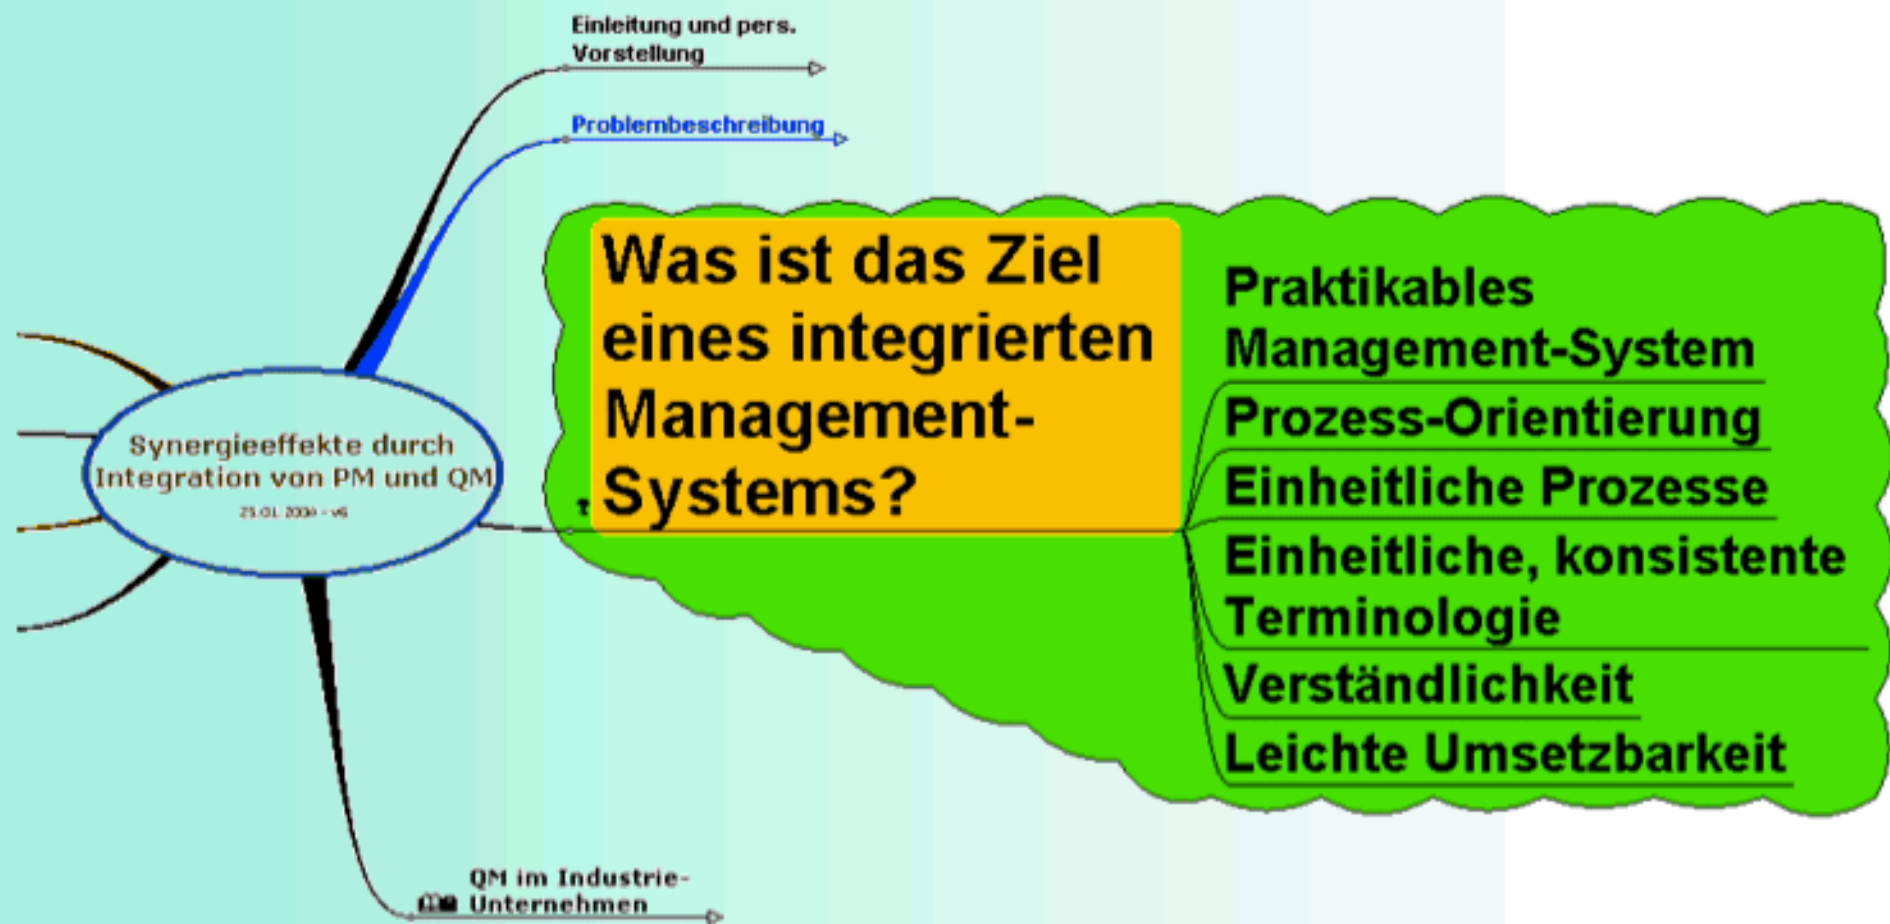 Einleitung und pers.
Vorstellung
Problembeschreibung
Was ist das Ziel
eines integrierten
Management-
Systems?
Praktikables
Management-System
Prozess-Orientierung
Einheitliche Prozesse
Einheitliche, konsistente
Terminologie
Verständlichkeit
Leichte Umsetzbarkeit
Synergieeffekte durch
Integration von PM und QM
QM im Industrie-
Unternehmen